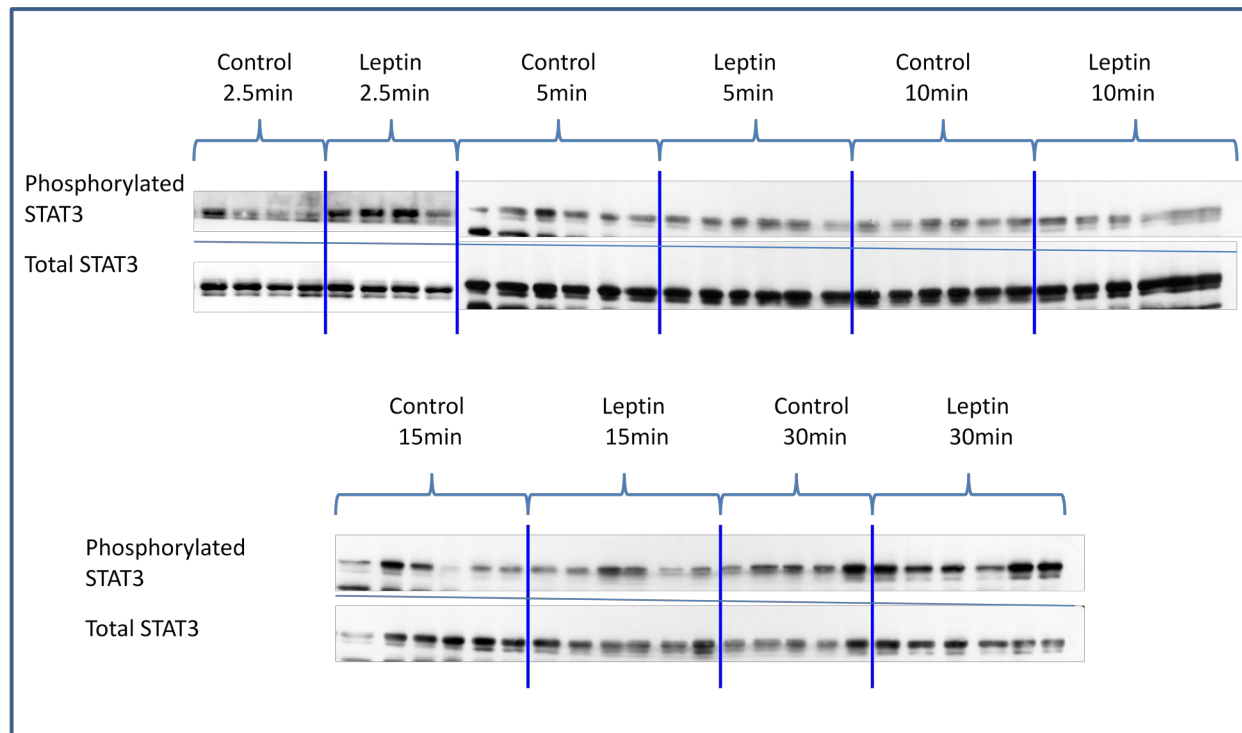 Control Leptin Control Leptin Control Leptin
2.5min 2.5min 5min 5min 10min 10min
Phosphorylated
STAT3
Total STAT3
Control Leptin Control Leptin
15min 15min 30min 30min
Phosphorylated
STAT3
Total STAT3